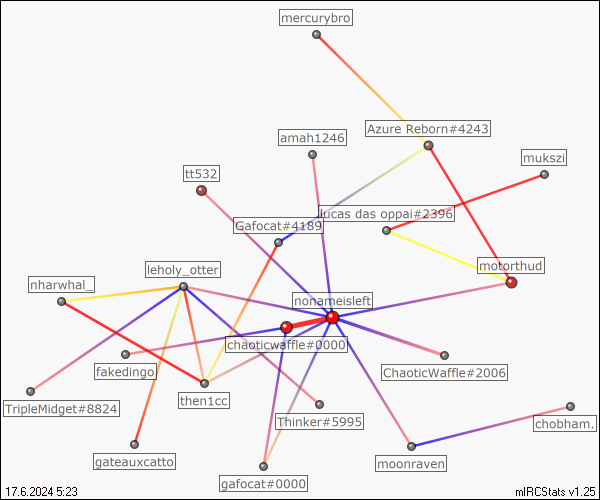 mercurybro
Azure Reborn#4243
amah1246
mukszi
tt532
lucas das oppai#2396
Gafocat#4189
leholy_otter
motorthud
nharwhal_
nonameisleft
chaoticwaffle#0000
fakedingo
ChaoticWaffle#2006
then1cc
TripleMidget#8824
Thinker#5995
chobham.
gateauxcatto
moonraven
gafocat#0000
17.6.2024 5:23
mIRCStats v1.25